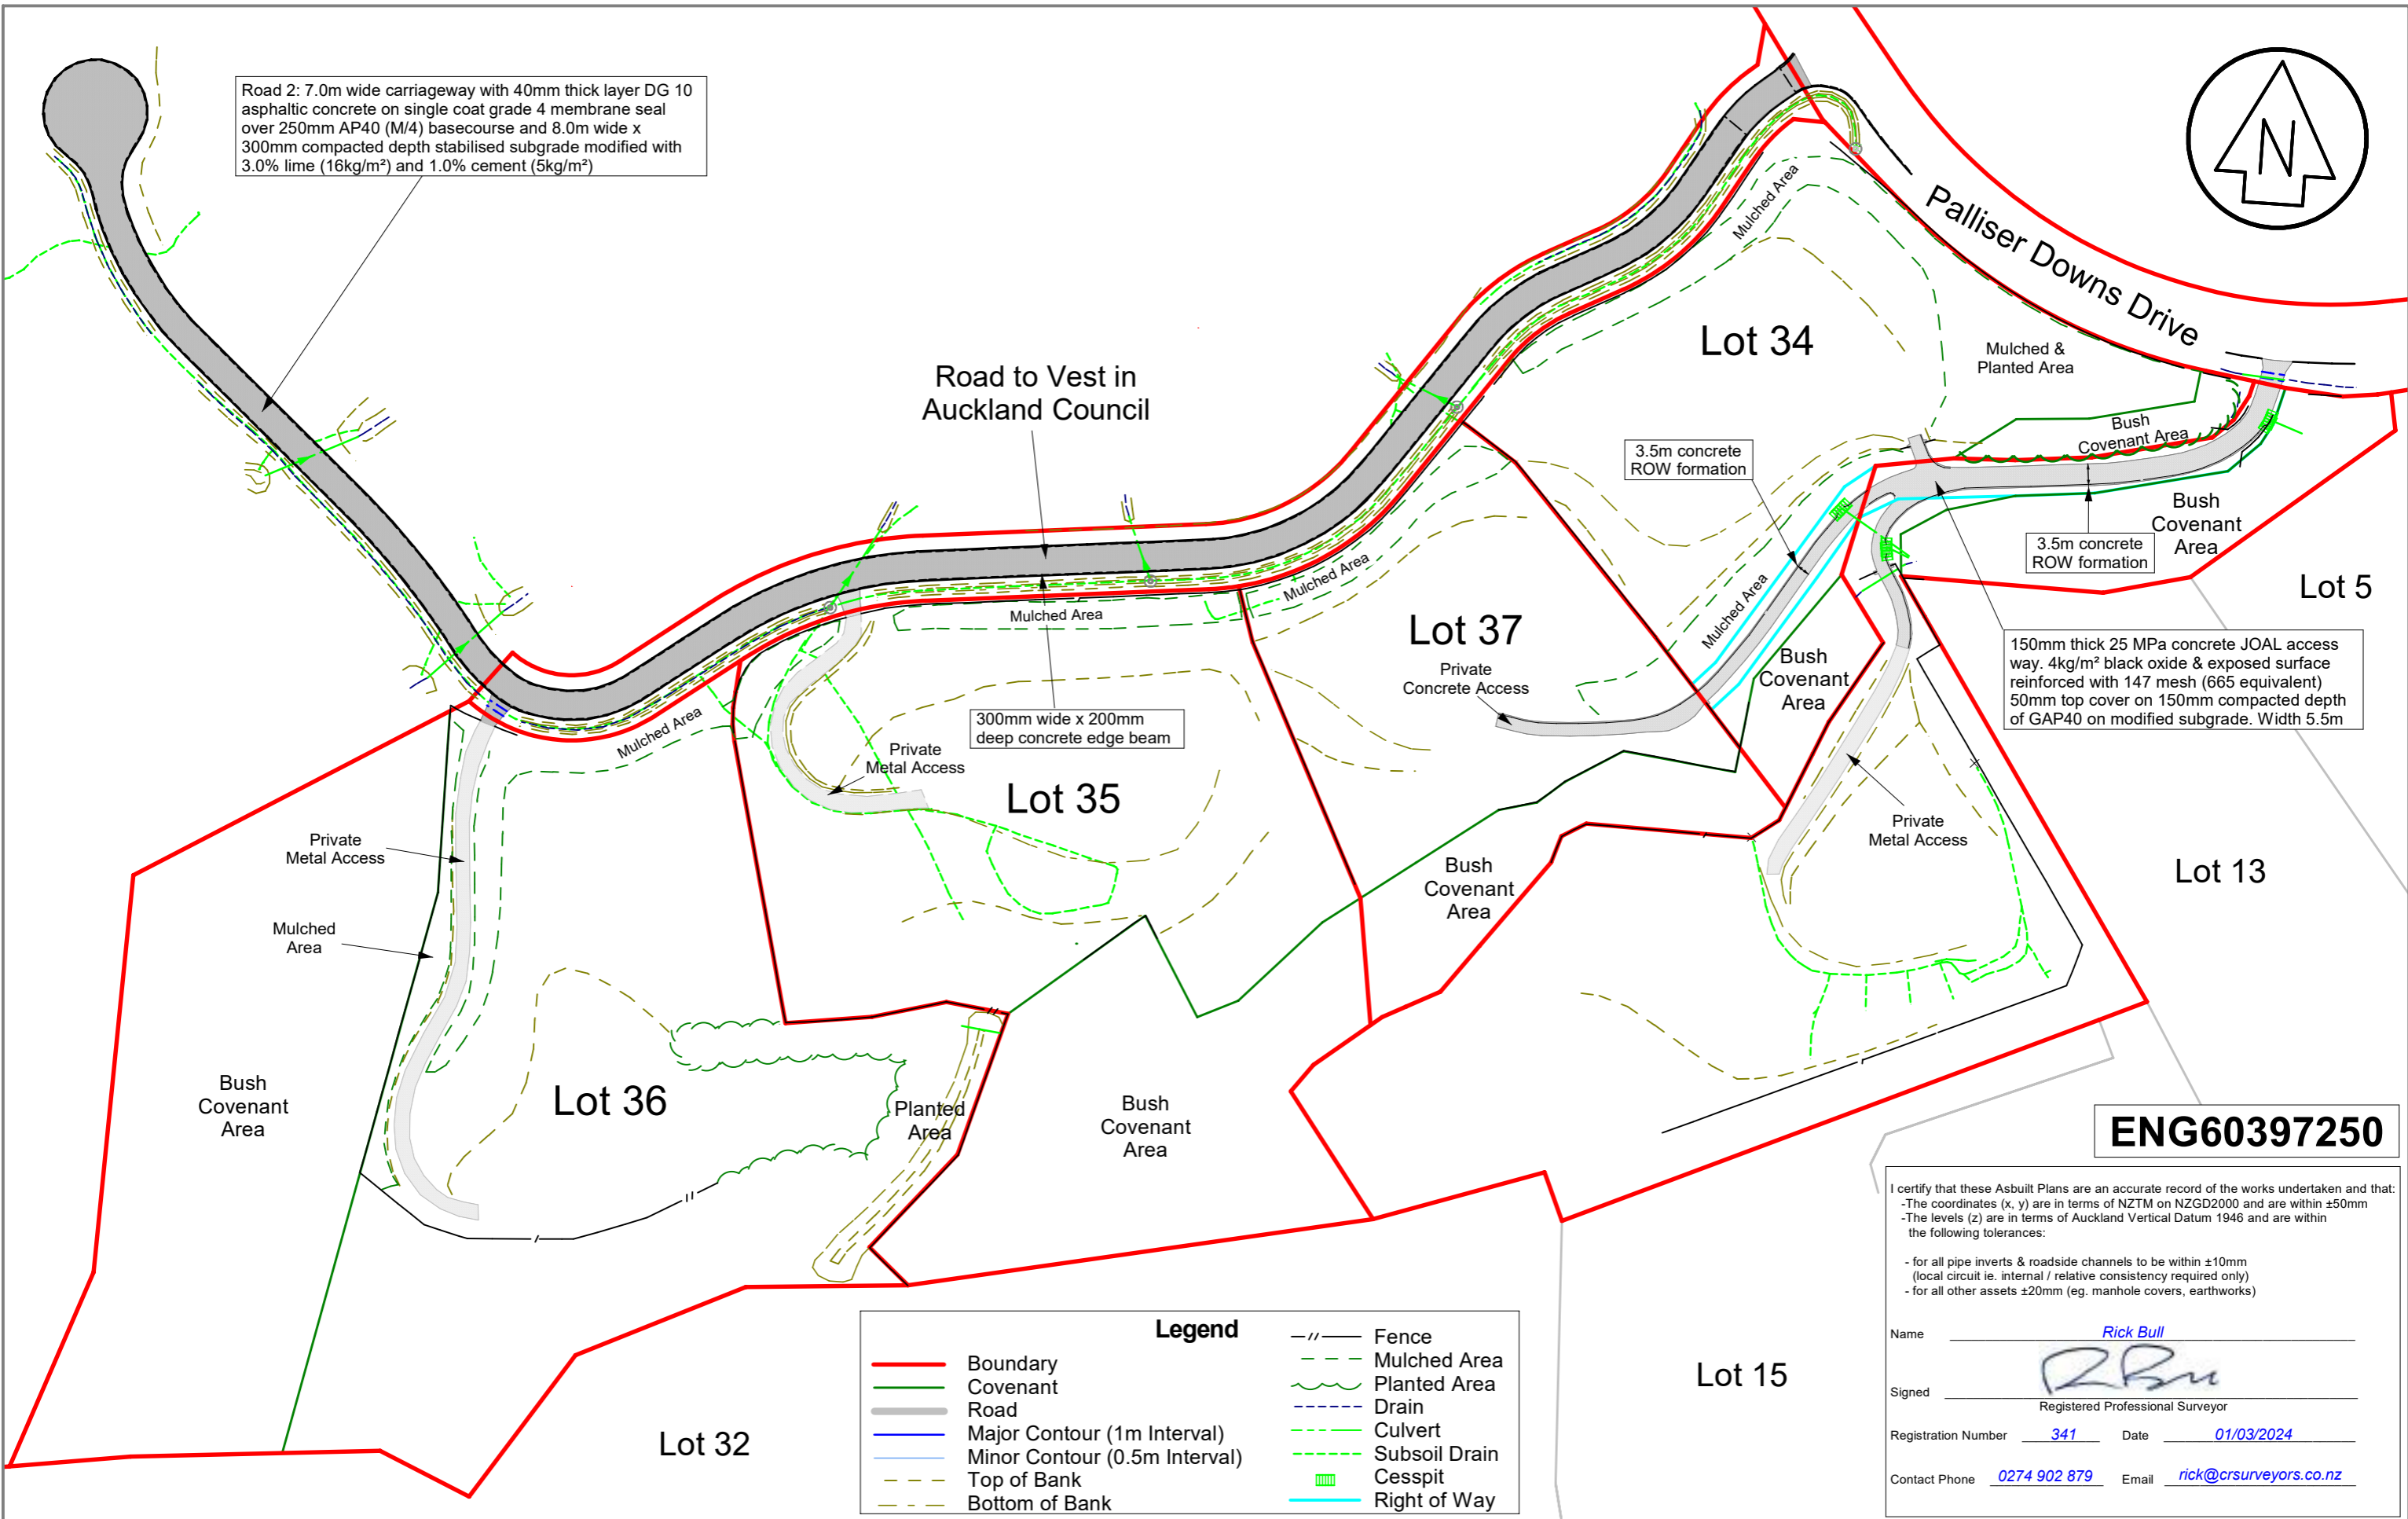 Road 2: 7.0m wide carriageway with 40mm thick layer DG 10
asphaltic concrete on single coat grade 4 membrane seal
over 250mm AP40 (M/4) basecourse and 8.0m wide x
300mm compacted depth stabilised subgrade modified with
3.0% lime (16kg/m²) and 1.0% cement (5kg/m²)
N
Palliser Downs Drive
Mulched Area
Lot 34
Mulched &
Planted Area
Road to Vest in
Auckland Council
Bush
Covenant Area
3.5m concrete
ROW formation
Bush
Covenant
Area
3.5m concrete
ROW formation
Lot 5
Mulched Area
Mulched Area
Mulched Area
Lot 37
Private
Concrete Access
Bush
Covenant
Area
150mm thick 25 MPa concrete JOAL access
way. 4kg/m² black oxide & exposed surface
reinforced with 147 mesh (665 equivalent)
50mm top cover on 150mm compacted depth
of GAP40 on modified subgrade. Width 5.5m
Mulched Area
300mm wide x 200mm
deep concrete edge beam
Private
Metal Access
Lot 35
Private
Metal Access
Private
Metal Access
Lot 13
Bush
Covenant
Area
Mulched
Area
Bush
Covenant
Area
Lot 36
Planted
Area
Bush
Covenant
Area
ENG60397250
I certify that these Asbuilt Plans are an accurate record of the works undertaken and that:
-The coordinates (x, y) are in terms of NZTM on NZGD2000 and are within ±50mm
-The levels (z) are in terms of Auckland Vertical Datum 1946 and are within
the following tolerances:
- for all pipe inverts & roadside channels to be within ±10mm
(local circuit ie. internal / relative consistency required only)
- for all other assets ±20mm (eg. manhole covers, earthworks)
Name Rick Bull
Signed
Registered Professional Surveyor
Registration Number 341 Date 01/03/2024
Contact Phone 0274 902 879 Email rick@crsurveyors.co.nz
Lot 15
Lot 32
Legend
Boundary
Covenant
Road
Major Contour (1m Interval)
Minor Contour (0.5m Interval)
Top of Bank
Bottom of Bank
Fence
Mulched Area
Planted Area
Drain
Culvert
Subsoil Drain
Cesspit
Right of Way